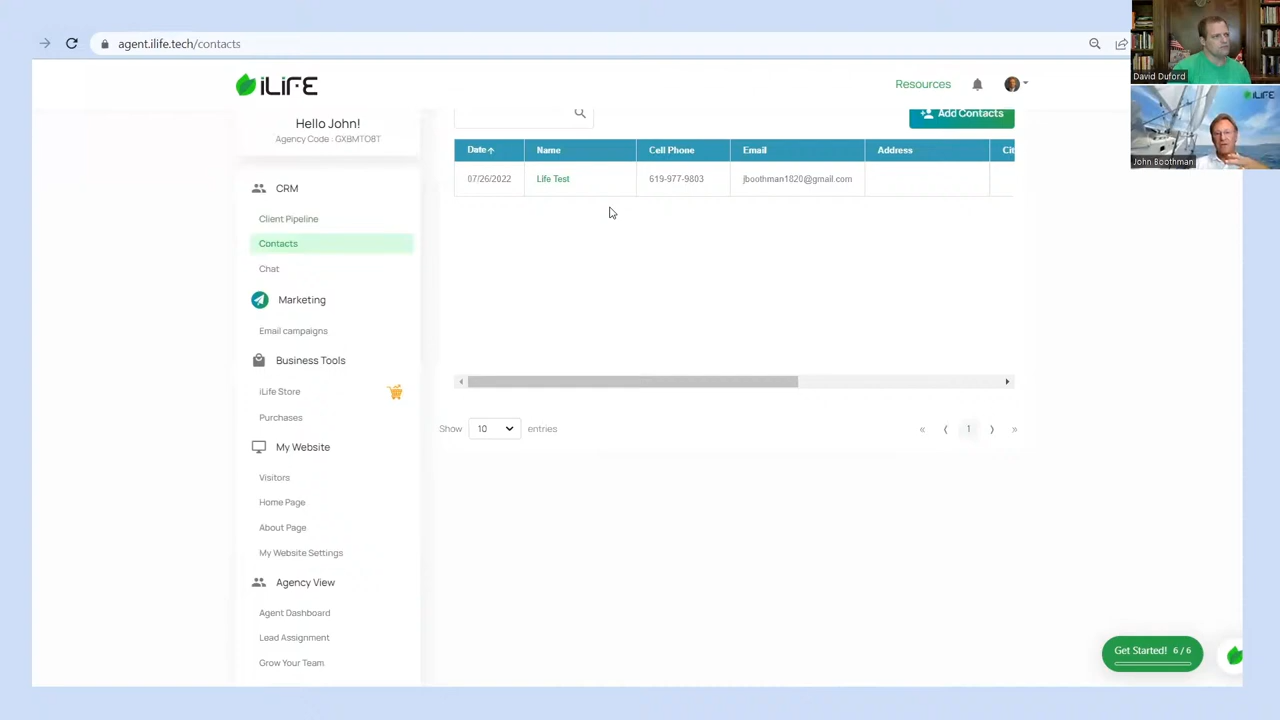 agent.ilife.tech/contacts
David Duford
iLiFE
John Boothman
iLiFE
Resources
Hello John!
Agency Code : GXBMTO8T
CRM
Client Pipeline
Contacts
Chat
Marketing
Email campaigns
Business Tools
iLife Store
Purchases
My Website
Visitors
Home Page
About Page
My Website Settings
Agency View
Agent Dashboard
Lead Assignment
Grow Your Team
Add Contacts
Date Name Cell Phone Email Address Cit
07/26/2022 Life Test 619-977-9803 jboothman1820@gmail.com
Show 10 entries
« ‹ 1 › »
Get Started! 6 / 6